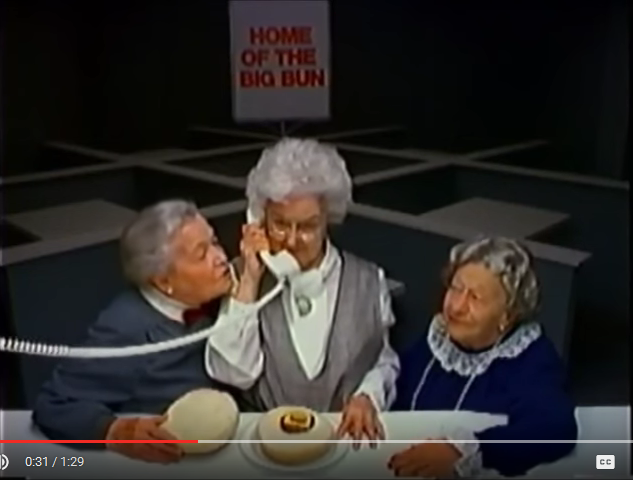 HOME
OF THE
BIG BUN
0:31 / 1:29
CC